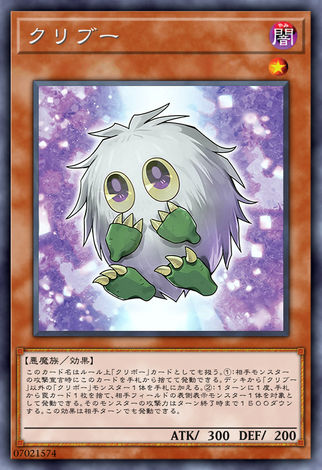 クリブー
やみ
闇
【悪魔族/効果】
このカード名はルール上「クリボー」カードとしても扱う。①:相手モンスター
の攻撃宣言時にこのカードを手札から捨てて発動できる。デッキから「クリブー」
以外の「クリボー」モンスター1体を手札に加える。②:1ターンに1度、手札
から罠カード1枚を捨て、相手フィールドの表側表示モンスター1体を対象と
して発動できる。そのモンスターの攻撃力はターン終了時まで1500ダウン
する。この効果は相手ターンでも発動できる。
ATK/ 300 DEF/ 200
07021574